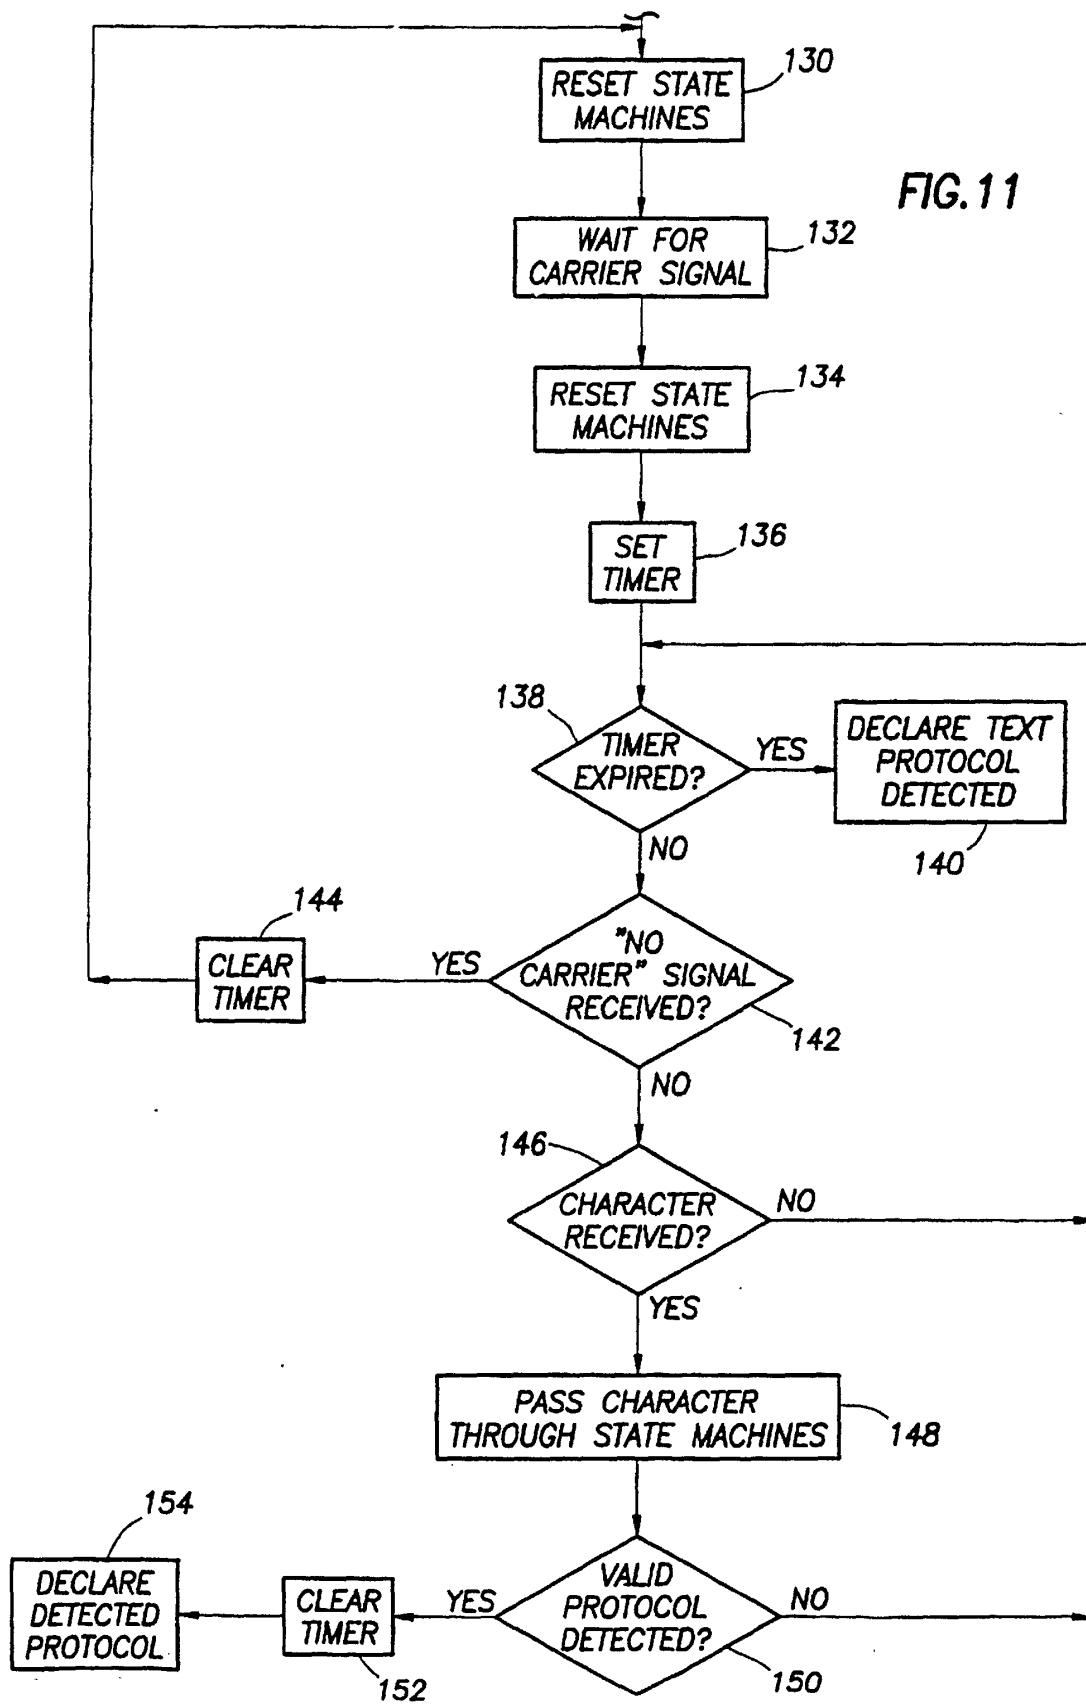 RESET STATE
MACHINES
130
FIG. 11
WAIT FOR
CARRIER SIGNAL
132
RESET STATE
MACHINES
134
SET
TIMER
136
138
TIMER
EXPIRED?
YES
DECLARE TEXT
PROTOCOL
DETECTED
140
NO
144
CLEAR
TIMER
YES
"NO
CARRIER" SIGNAL
RECEIVED?
142
NO
146
CHARACTER
RECEIVED?
NO
YES
PASS CHARACTER
THROUGH STATE MACHINES
148
154
DECLARE
DETECTED
PROTOCOL
CLEAR
TIMER
152
YES
VALID
PROTOCOL
DETECTED?
NO
150